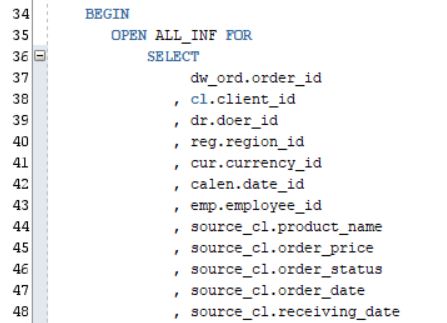 34 BEGIN
35 OPEN ALL_INF FOR
36 SELECT
37 dw_ord.order_id
38 , cl.client_id
39 , dr.doer_id
40 , reg.region_id
41 , cur.currency_id
42 , calen.date_id
43 , emp.employee_id
44 , source_cl.product_name
45 , source_cl.order_price
46 , source_cl.order_status
47 , source_cl.order_date
48 , source_cl.receiving_date